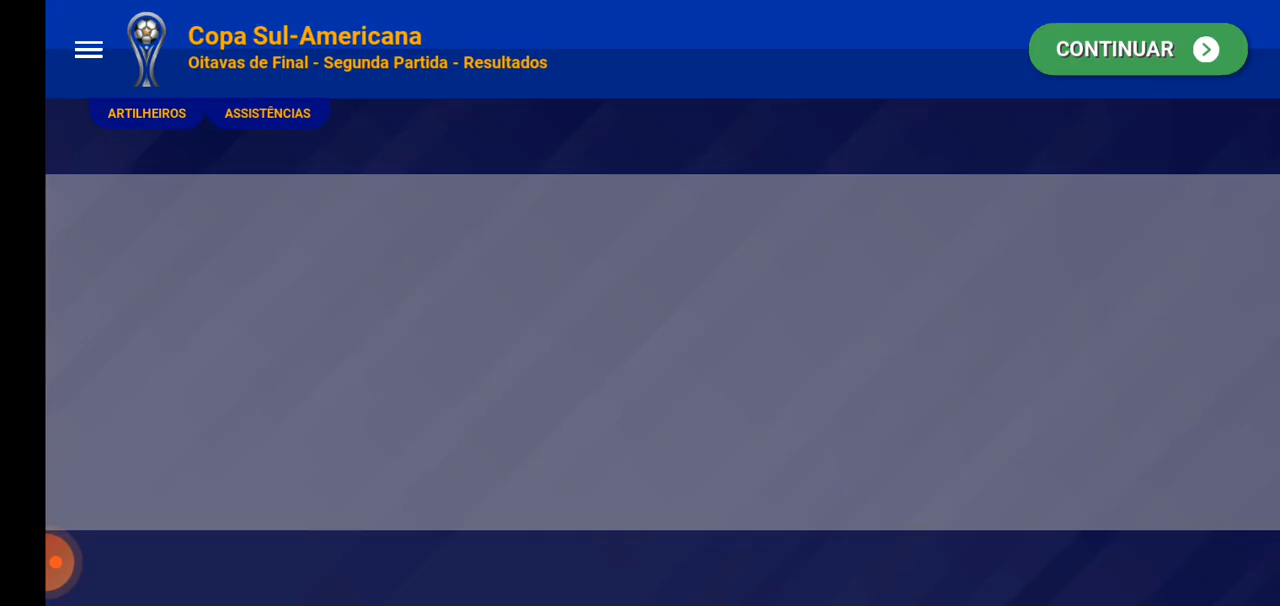 Copa Sul-Americana
Oitavas de Final - Segunda Partida - Resultados
CONTINUAR
ARTILHEIROS
ASSISTÊNCIAS